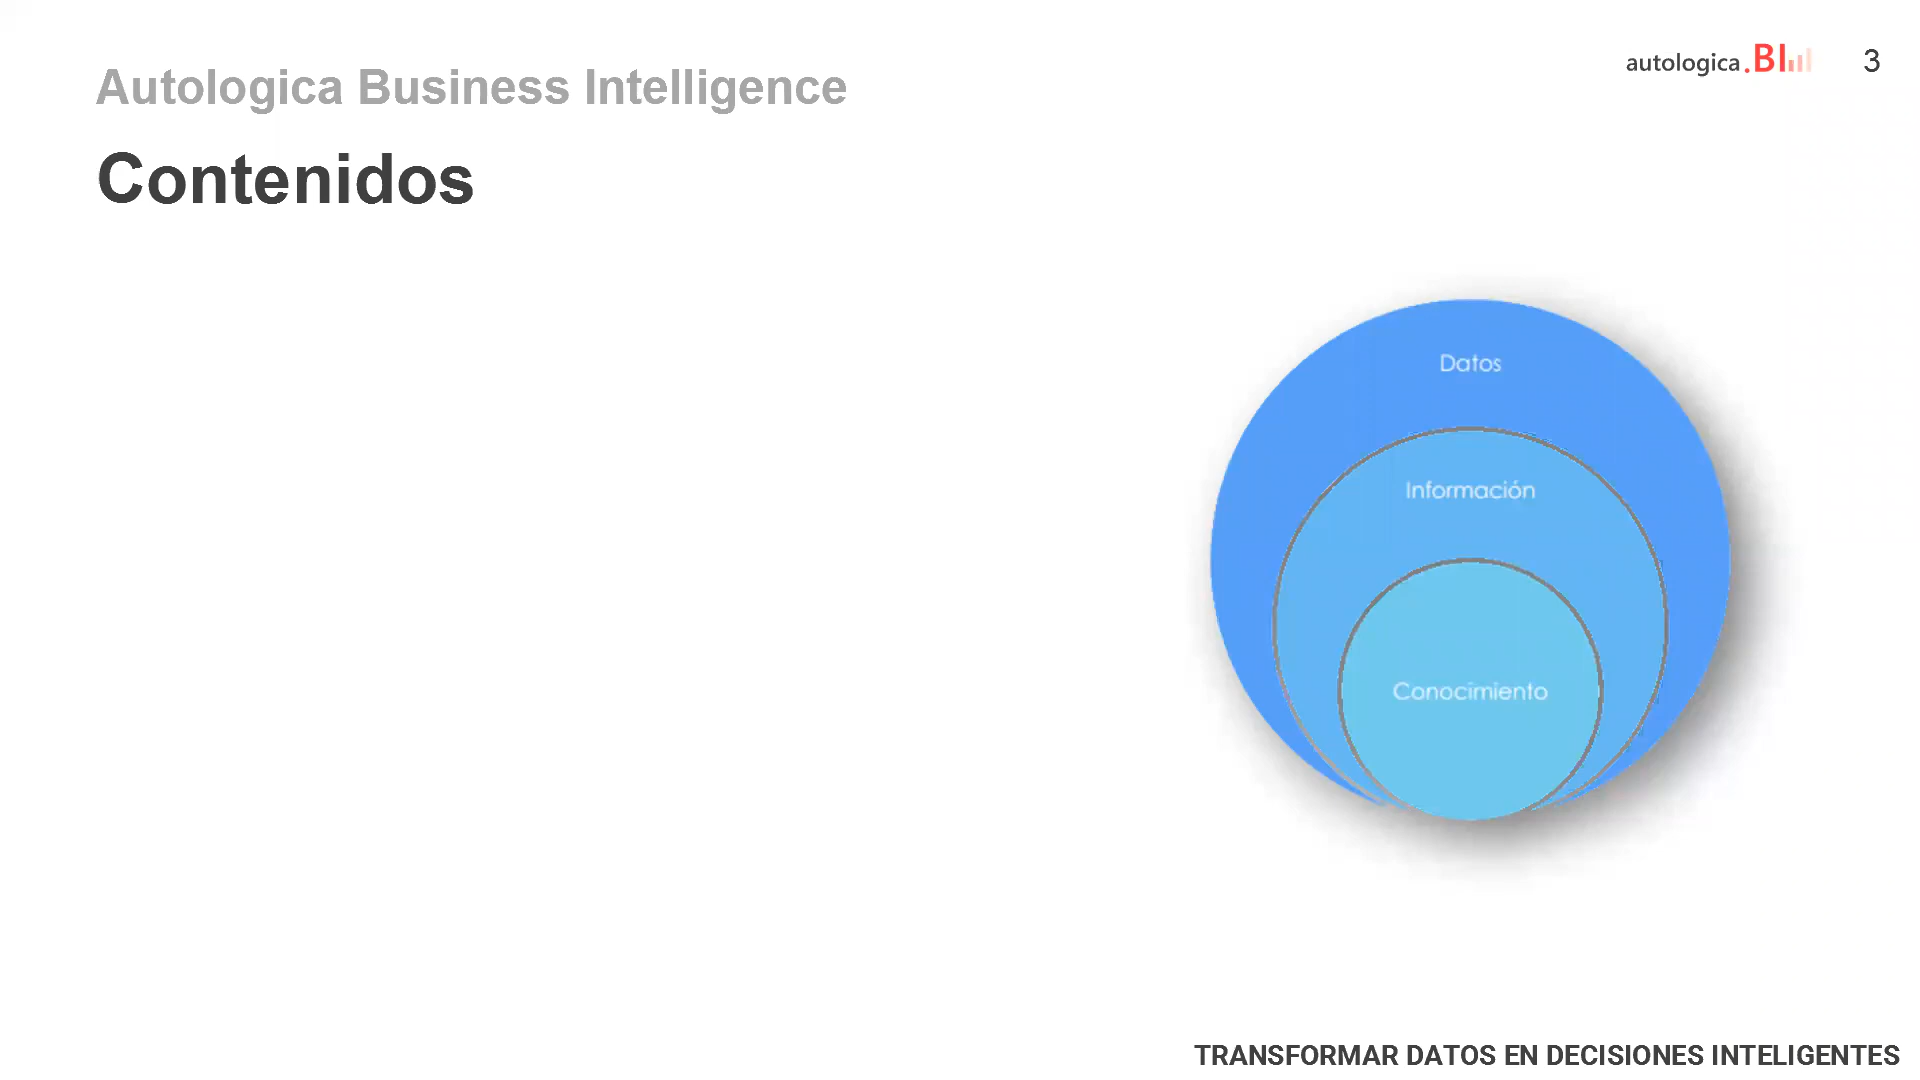 autologica.BI
3
Autologica Business Intelligence
Contenidos
Datos
Información
Conocimiento
TRANSFORMAR DATOS EN DECISIONES INTELIGENTES